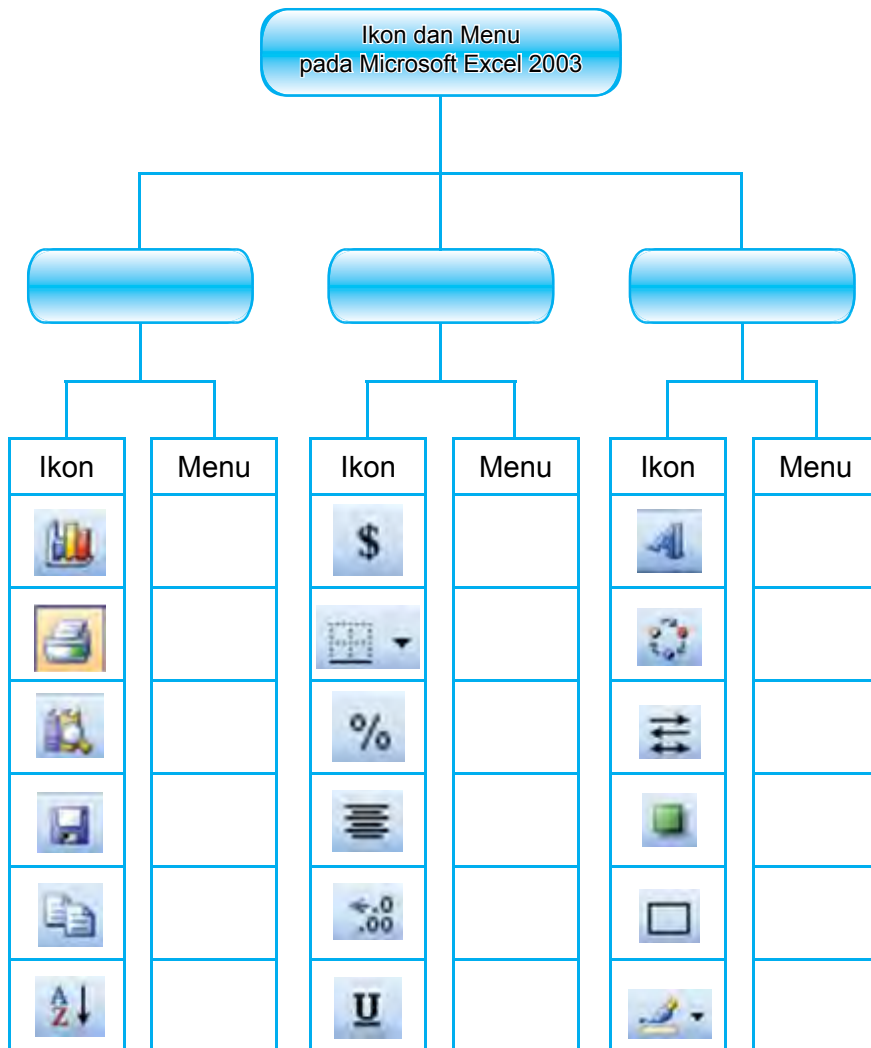 Ikon dan Menu
pada Microsoft Excel 2003
Ikon Menu Ikon Menu Ikon Menu
$
%
←.0
.00
A
Z
U